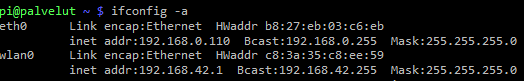 pi@palvelut ~ $ ifconfig -a
eth0 Link encap:Ethernet HWaddr b8:27:eb:03:c6:eb
inet addr:192.168.0.110 Bcast:192.168.0.255 Mask:255.255.255.0
wlan0 Link encap:Ethernet HWaddr c8:3a:35:c8:ee:59
inet addr:192.168.42.1 Bcast:192.168.42.255 Mask:255.255.255.0